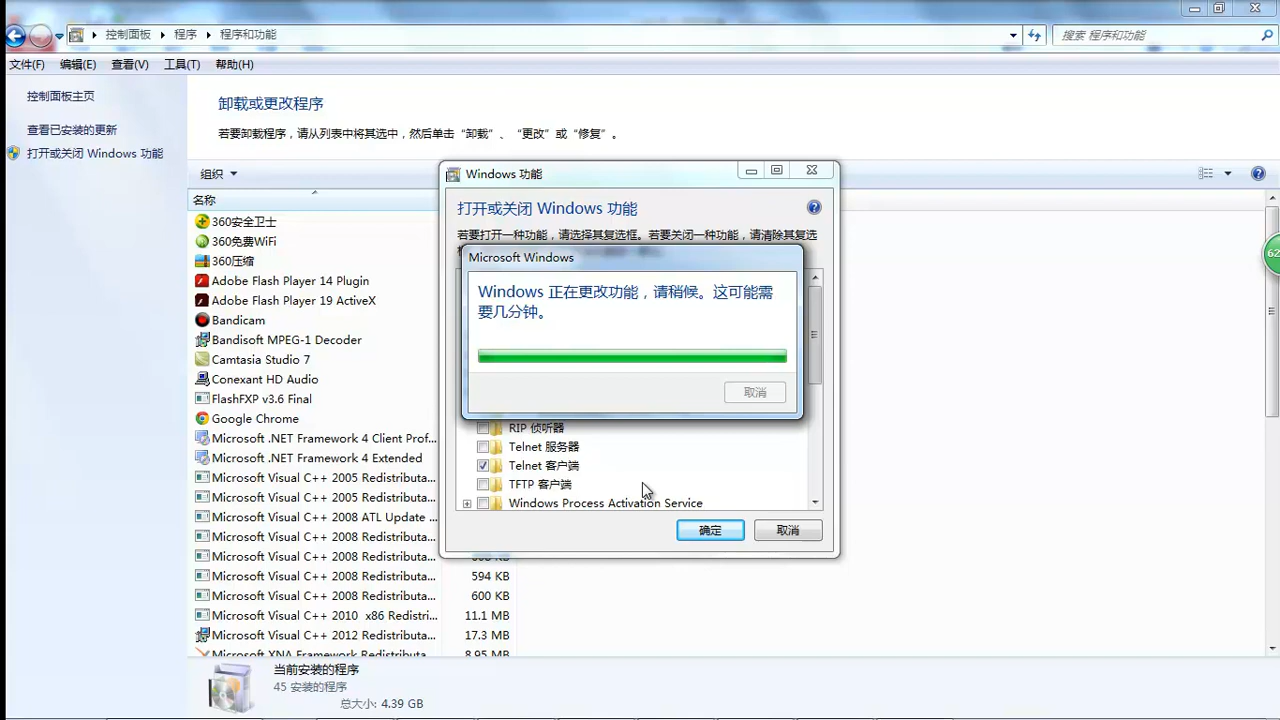 控制面板 程序 程序和功能
搜索 程序和功能
文件(F) 编辑(E) 查看(V) 工具(T) 帮助(H)
控制面板主页
查看已安装的更新
打开或关闭 Windows 功能
卸载或更改程序
若要卸载程序，请从列表中将其选中，然后单击“卸载”、“更改”或“修复”。
组织
名称
360安全卫士
360免费WiFi
360压缩
Adobe Flash Player 14 Plugin
Adobe Flash Player 19 ActiveX
Bandicam
Bandisoft MPEG-1 Decoder
Camtasia Studio 7
Conexant HD Audio
FlashFXP v3.6 Final
Google Chrome
Microsoft .NET Framework 4 Client Prof...
Microsoft .NET Framework 4 Extended
Microsoft Visual C++ 2005 Redistributa...
Microsoft Visual C++ 2005 Redistributa...
Microsoft Visual C++ 2008 ATL Update ...
Microsoft Visual C++ 2008 Redistributa...
Microsoft Visual C++ 2008 Redistributa...
Microsoft Visual C++ 2008 Redistributa... 594 KB
Microsoft Visual C++ 2008 Redistributa... 600 KB
Microsoft Visual C++ 2010 x86 Redistri... 11.1 MB
Microsoft Visual C++ 2012 Redistributa... 17.3 MB
Microsoft XNA Framework Redistributa... 8.95 MB
Windows 功能
打开或关闭 Windows 功能
若要打开一种功能，请选择其复选框。若要关闭一种功能，请清除其复选
Microsoft Windows
Windows 正在更改功能，请稍候。这可能需
要几分钟。
取消
RIP 侦听器
Telnet 服务器
Telnet 客户端
TFTP 客户端
Windows Process Activation Service
确定 取消
62
当前安装的程序
45 安装的程序
总大小: 4.39 GB